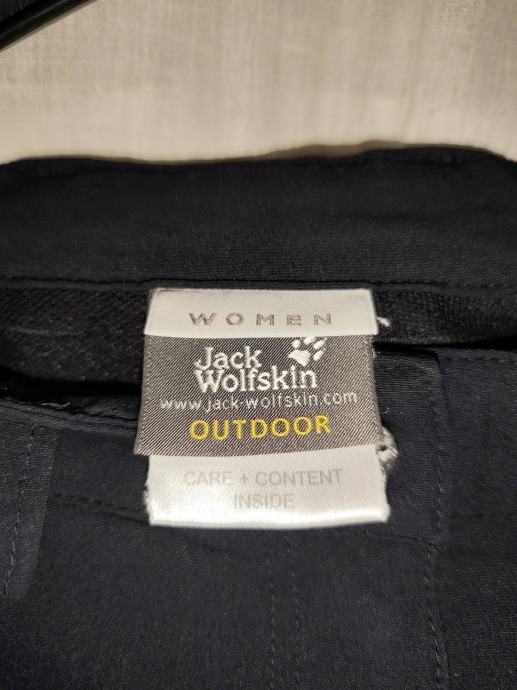 WOMEN
Jack
Wolfskin
www.jack-wolfskin.com
OUTDOOR
CARE + CONTENT
INSIDE